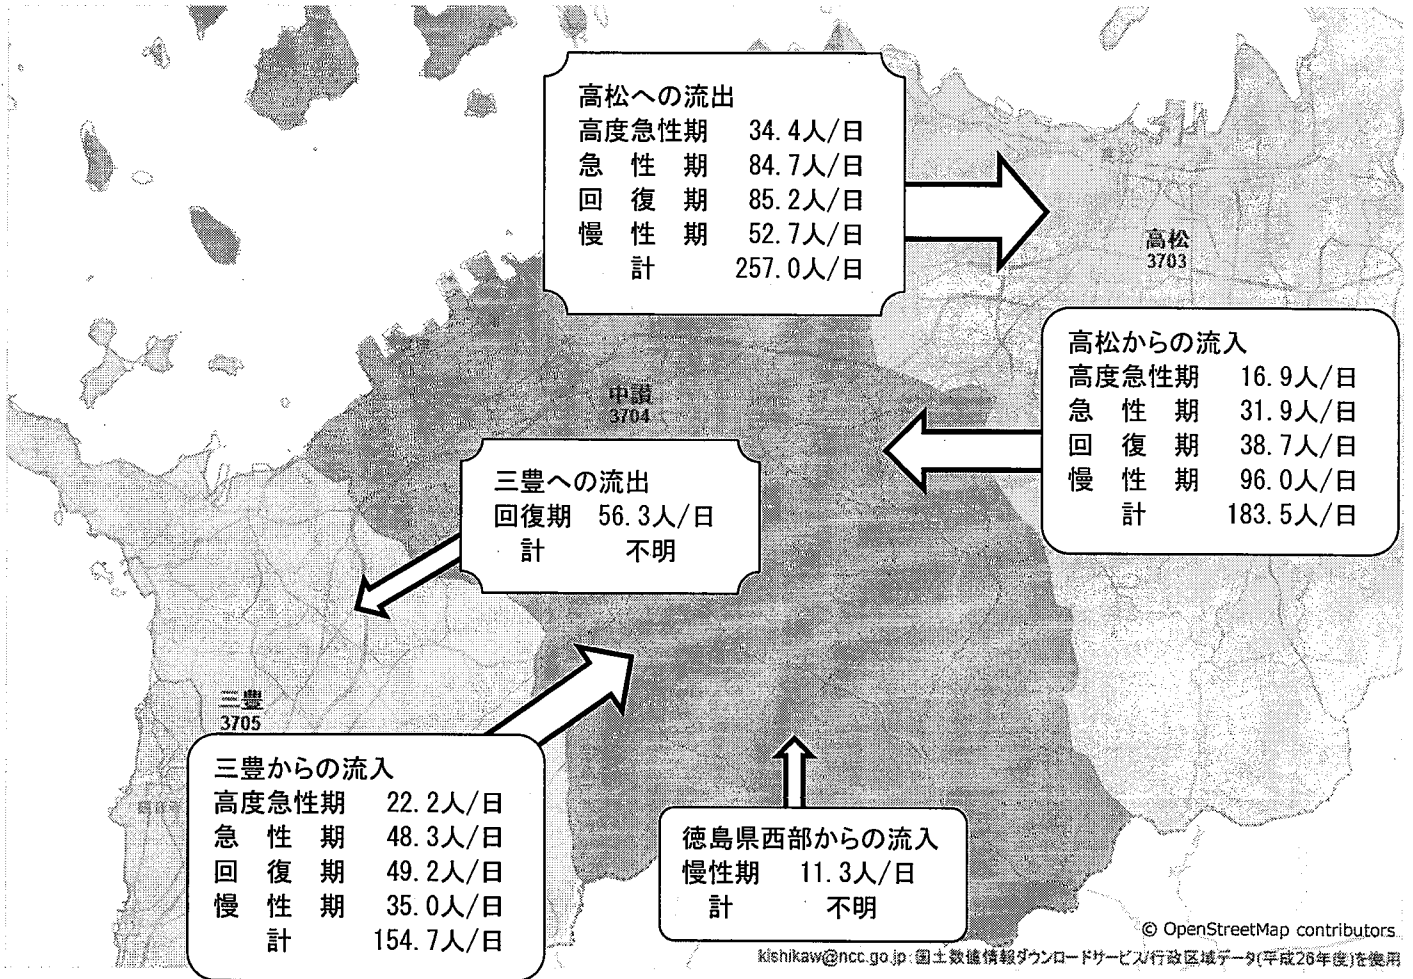 高松への流出
高度急性期 34.4人/日
急性期 84.7人/日
回復期 85.2人/日
慢性期 52.7人/日
計 257.0人/日
高松
3703
高松からの流入
高度急性期 16.9人/日
急性期 31.9人/日
回復期 38.7人/日
慢性期 96.0人/日
計 183.5人/日
中讃
3704
三豊への流出
回復期 56.3人/日
計 不明
三豊
3705
三豊からの流入
高度急性期 22.2人/日
急性期 48.3人/日
回復期 49.2人/日
慢性期 35.0人/日
計 154.7人/日
徳島県西部からの流入
慢性期 11.3人/日
計 不明
© OpenStreetMap contributors
kishikaw@ncc.go.jp:国土数値情報ダウンロードサービス/行政区域データ(平成26年度)を使用